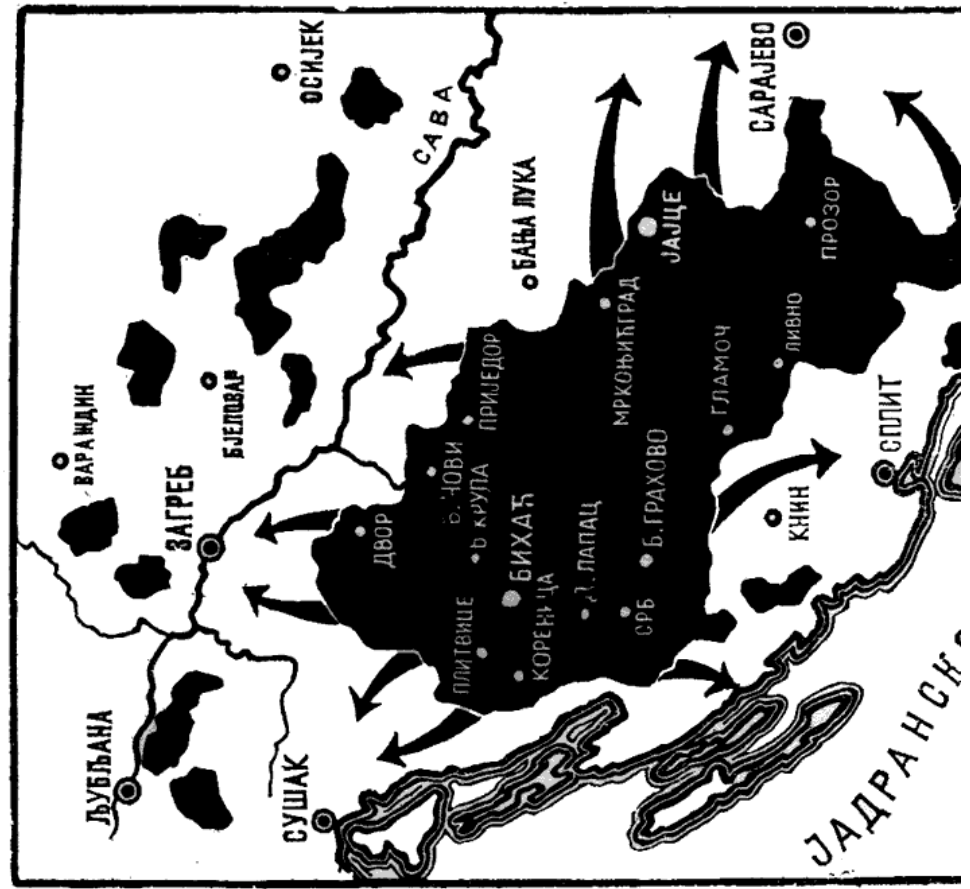 ОСИЈЕК
САВА
САРАЈЕВО
БАЊА ЛУКА
ЈАЈЦЕ
ПРОЗОР
ВАРАЖДИН
БЈЕЛОВАР
ПРИЈЕДОР
МРКОЊИЋГРАД
ГЛАМОЧ
ЛИВНО
СПЛИТ
ЗАГРЕБ
ДВОР
Б. НОВИ
Б КРУПА
БИХАЋ
Д. ЛАПАЦ
Б. ГРАХОВО
КНИН
ПЛИТВИЦЕ
КОРЕНИЦА
СРБ
ЉУБЉАНА
СУШАК
ЈАДРАНСКО